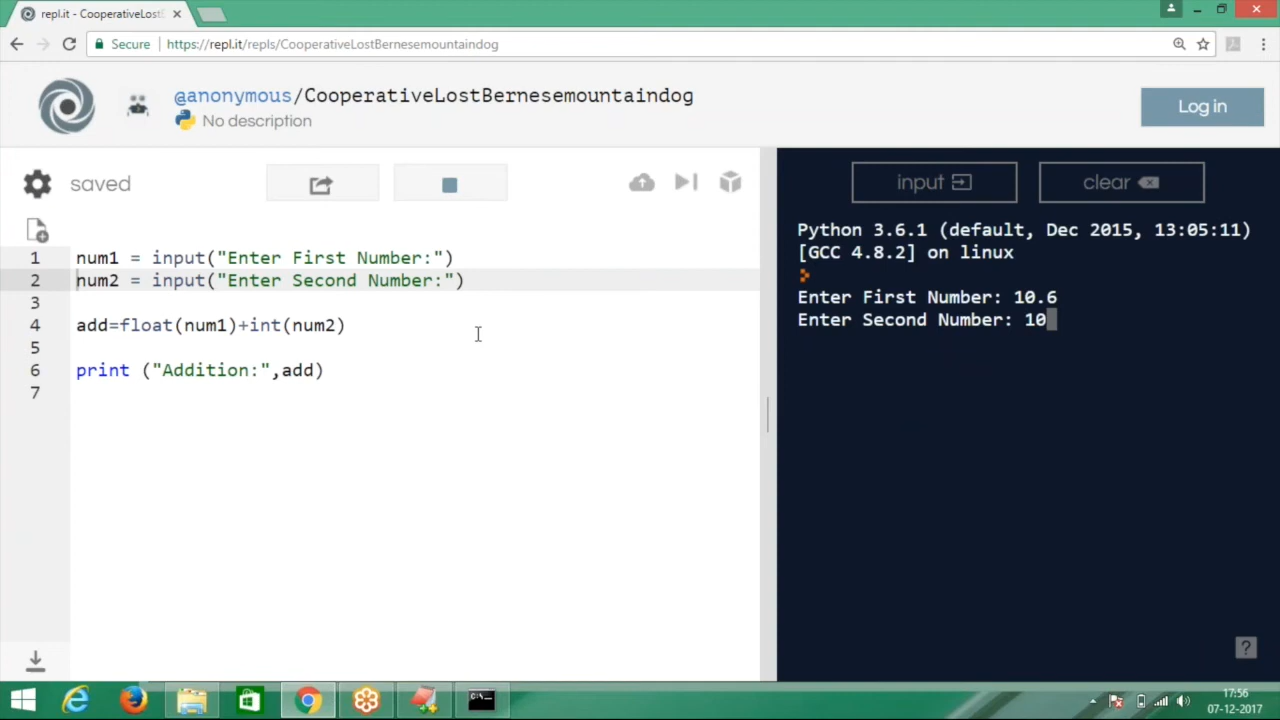 repl.it - CooperativeLostB
Secure https://repl.it/repls/CooperativeLostBernesemountaindog
@anonymous/CooperativeLostBernesemountaindog
No description
Log in
saved
input
clear
1 num1 = input("Enter First Number:")
2 num2 = input("Enter Second Number:")
3
4 add=float(num1)+int(num2)
5
6 print ("Addition:",add)
7
Python 3.6.1 (default, Dec 2015, 13:05:11)
[GCC 4.8.2] on linux
Enter First Number: 10.6
Enter Second Number: 10
?
17:56
07-12-2017